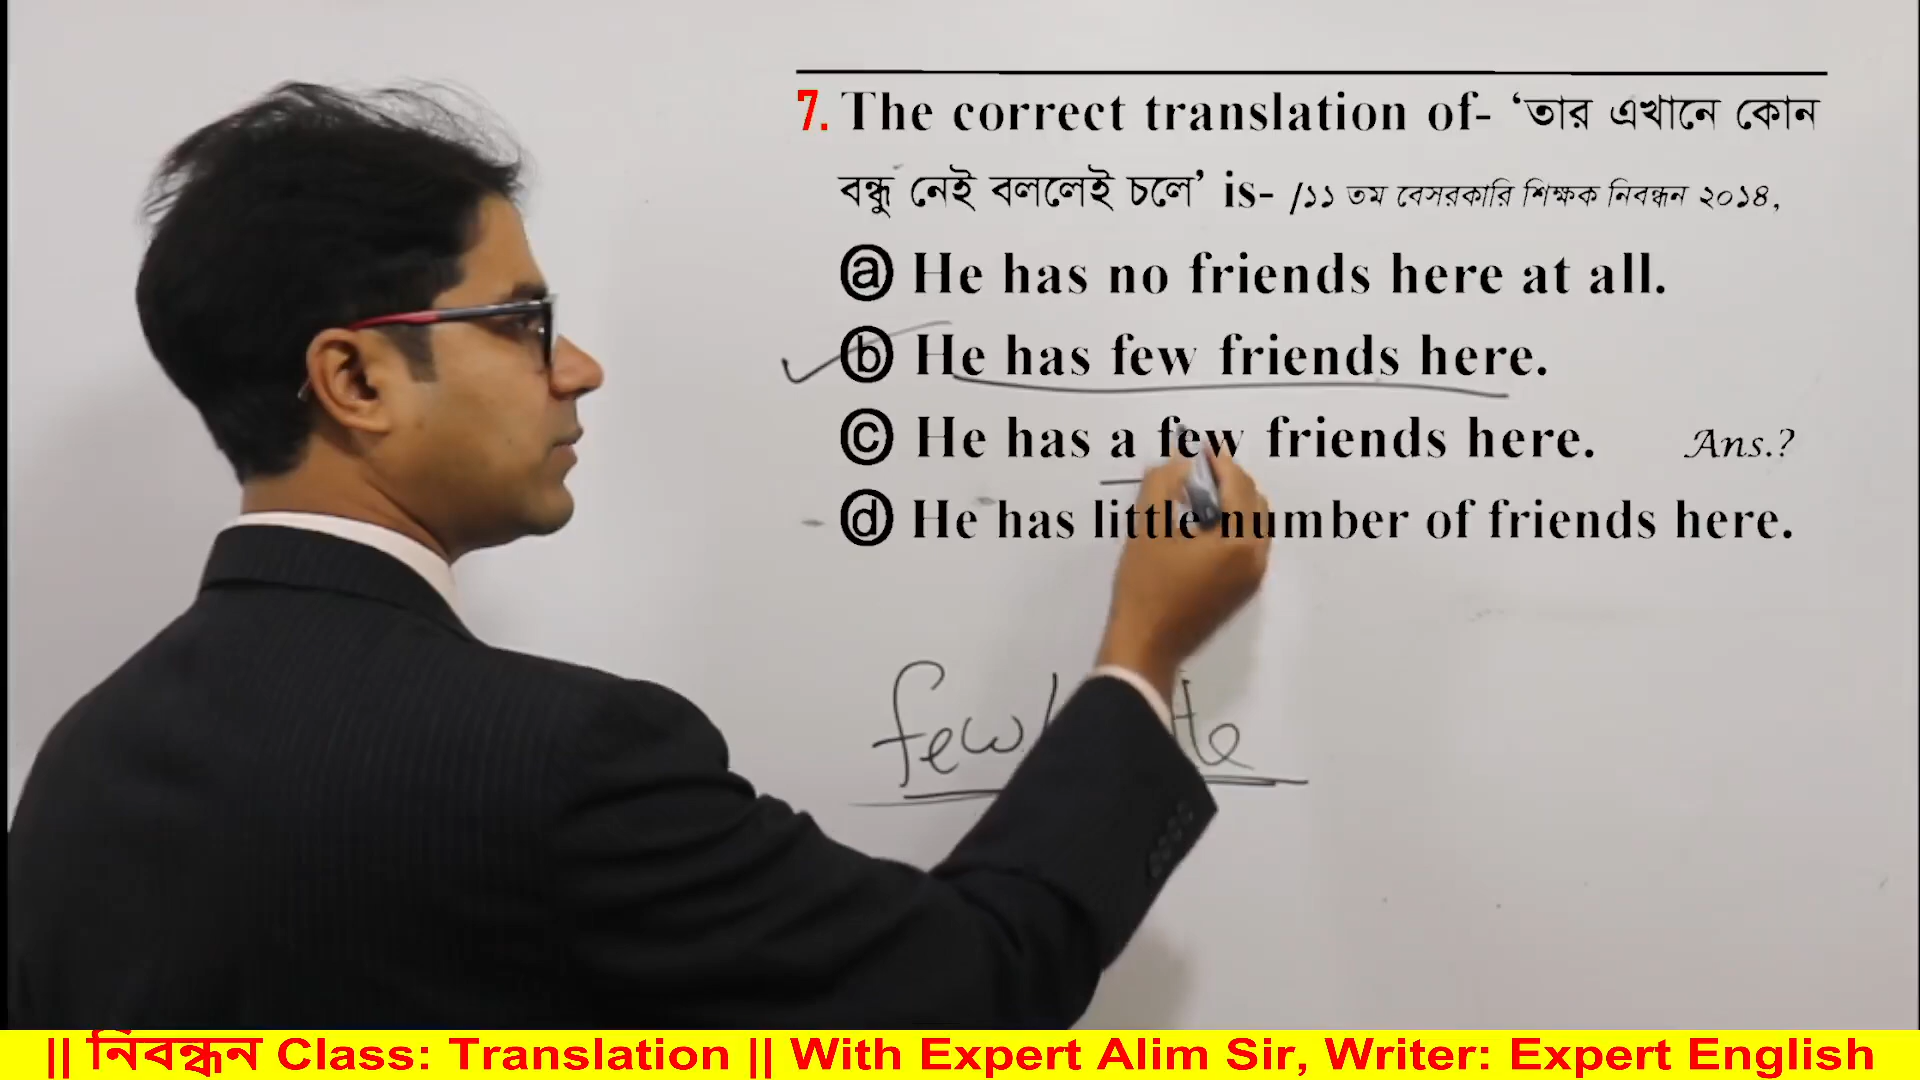 7. The correct translation of- ‘তার এখানে কোন
বন্ধু নেই বললেই চলে’ is- /১১ তম বেসরকারি শিক্ষক নিবন্ধন ২০১৪,
ⓐ He has no friends here at all.
ⓑ He has few friends here.
ⓒ He has a few friends here. Ans.?
ⓓ He has little number of friends here.
few
|| নিবন্ধন Class: Translation || With Expert Alim Sir, Writer: Expert English